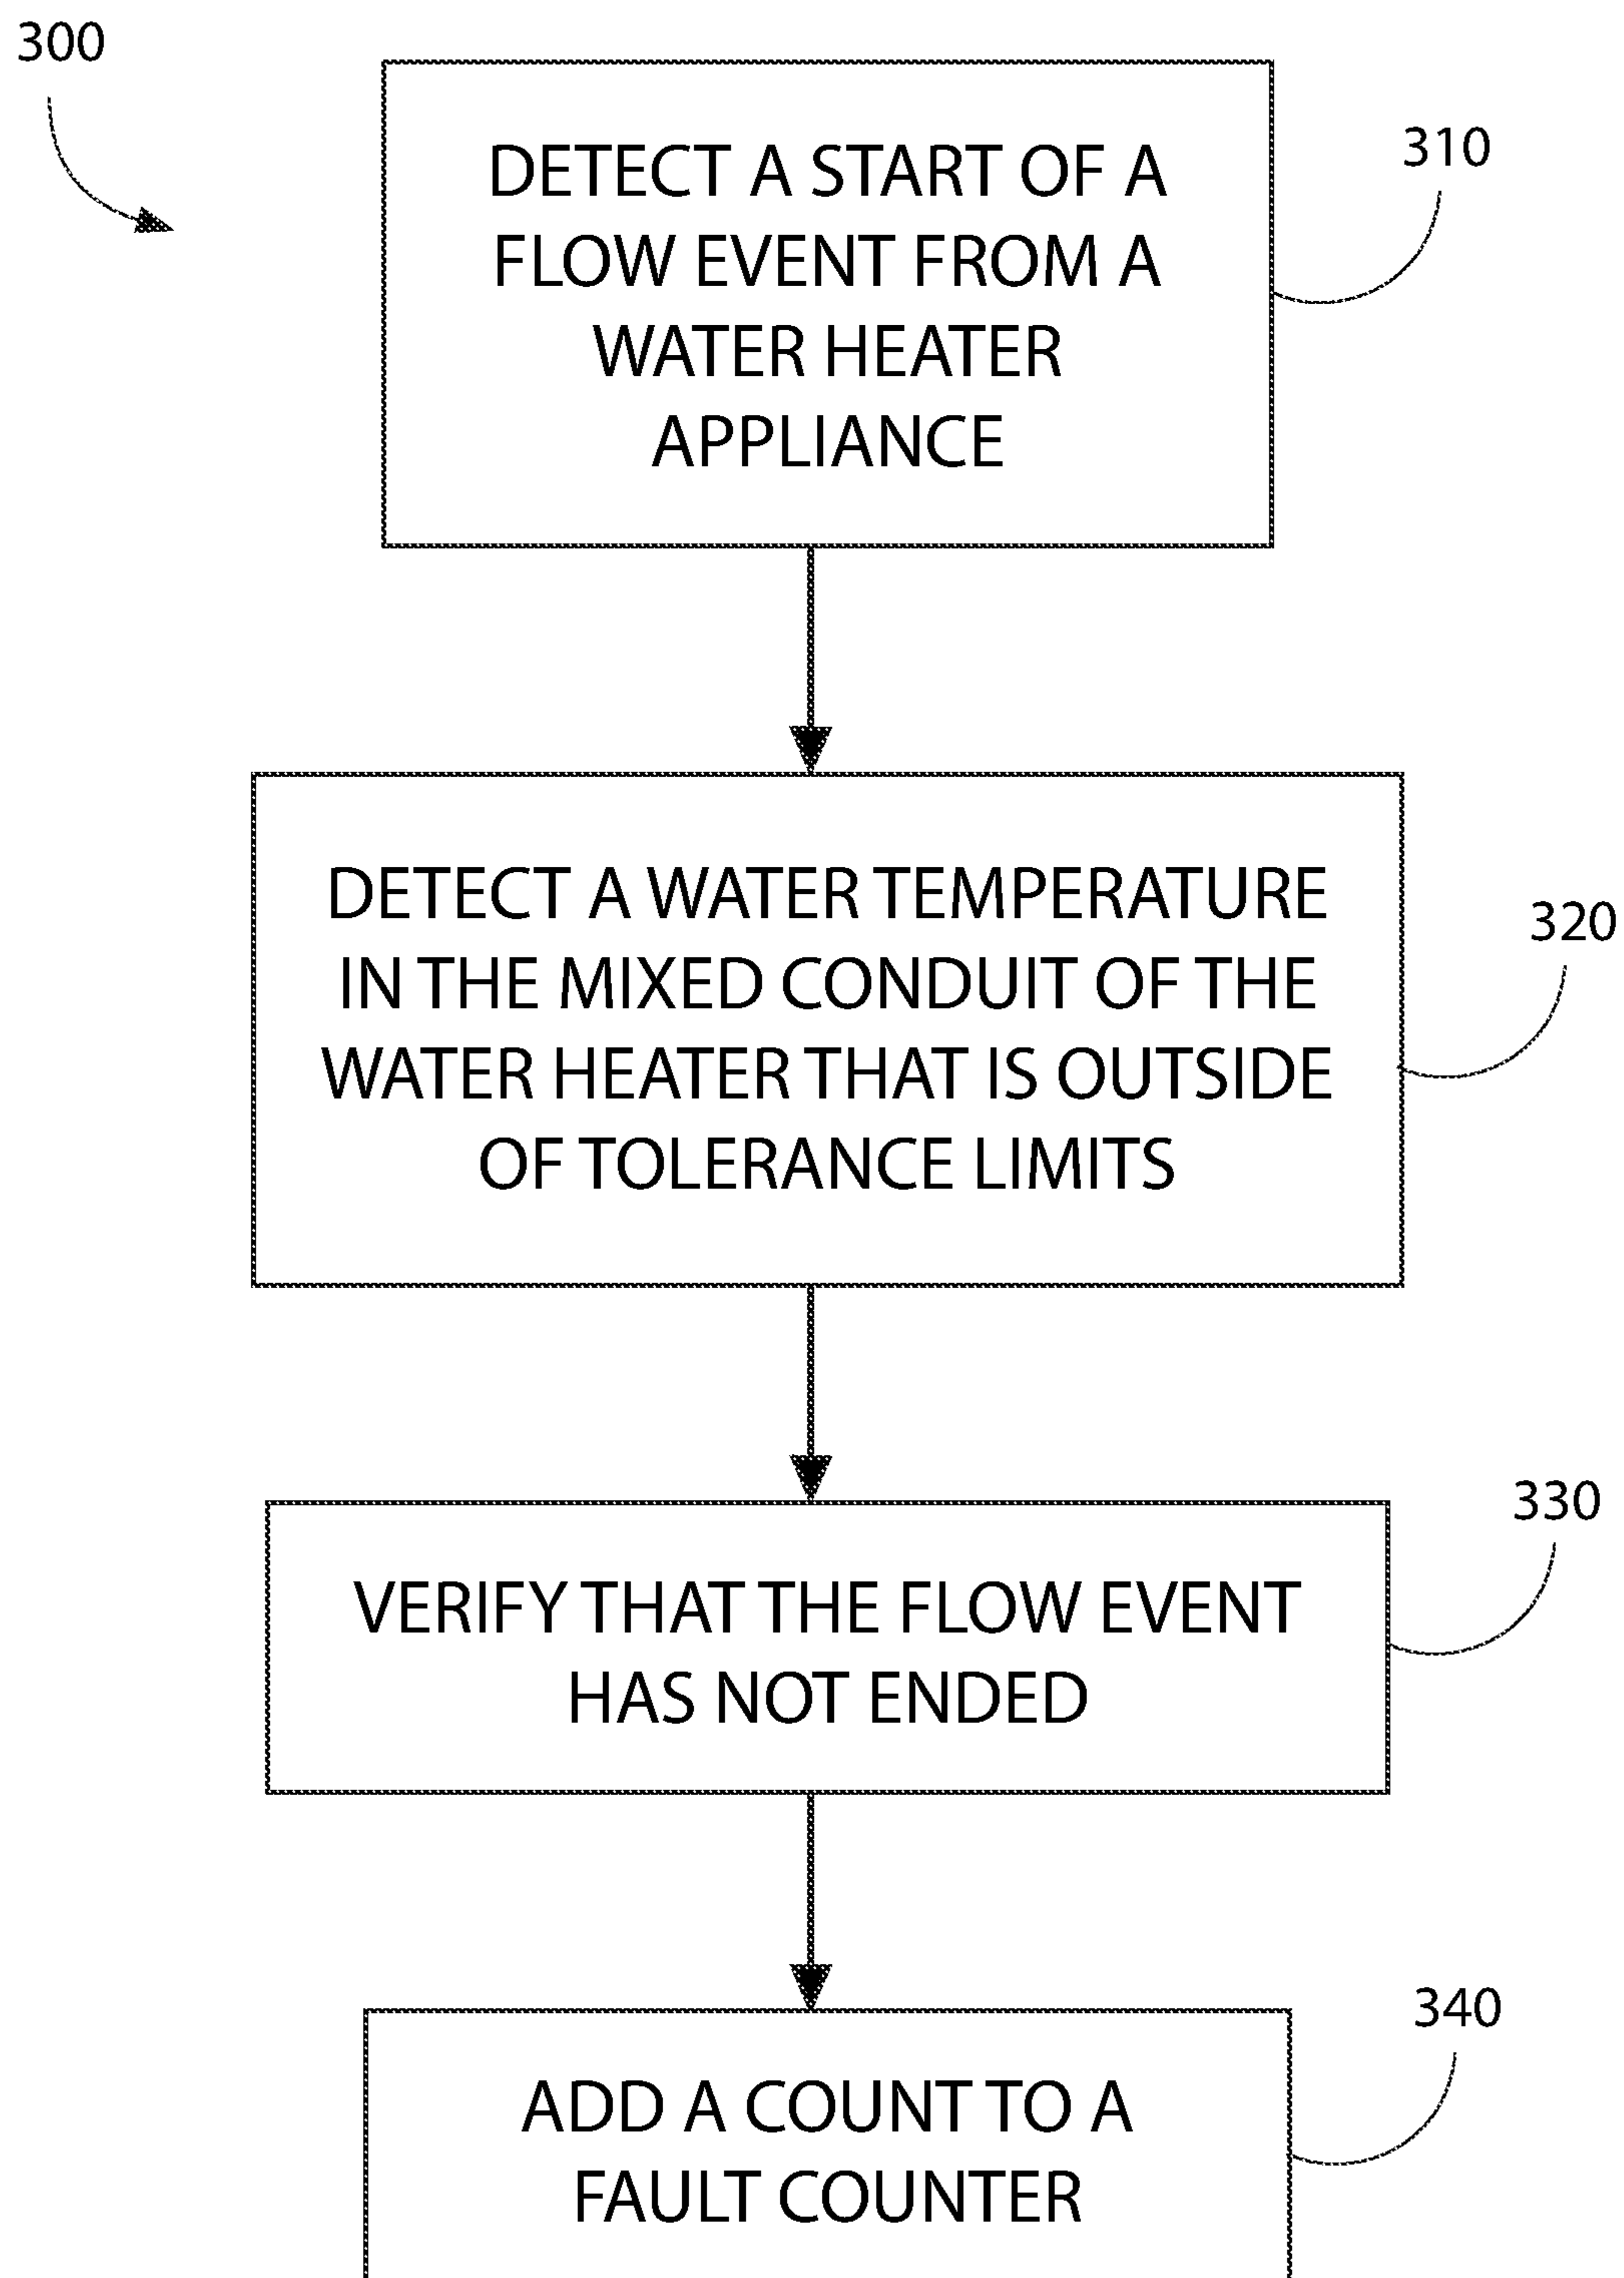 300
DETECT A START OF A
FLOW EVENT FROM A
WATER HEATER
APPLIANCE
310
DETECT A WATER TEMPERATURE
IN THE MIXED CONDUIT OF THE
WATER HEATER THAT IS OUTSIDE
OF TOLERANCE LIMITS
320
VERIFY THAT THE FLOW EVENT
HAS NOT ENDED
330
ADD A COUNT TO A
FAULT COUNTER
340